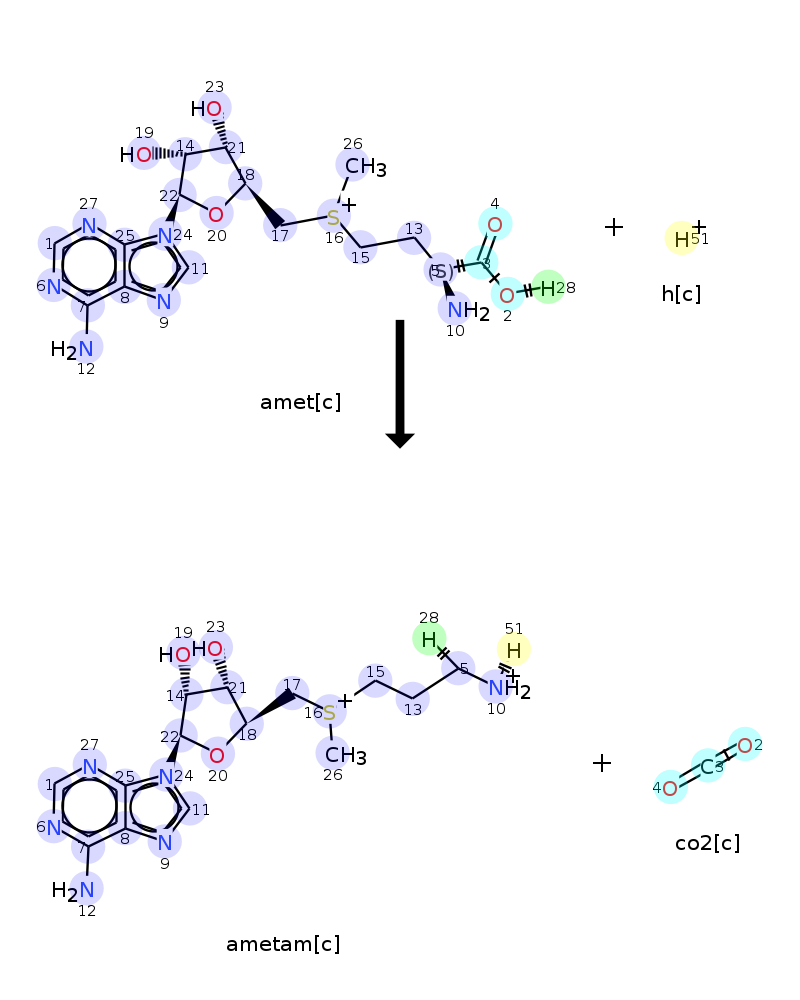 23
HO
19
HO
14
21
26
CH3
18
4
O
27
N
22
O
20
S
+
16
17
13
15
(S)
5
3
O
2
H
28
NH2
10
+
H
+
51
h[c]
1
25
N
24
6
N
8
11
7
N
9
H2N
12
amet[c]
28
H
51
H
23
19
HO
HO
14
21
17
15
5
+
NH2
10
13
+
16
S
18
22
O
20
CH3
26
27
N
1
25
N
24
6
N
8
11
7
N
9
H2N
12
+
O
2
C
3
4
O
co2[c]
ametam[c]